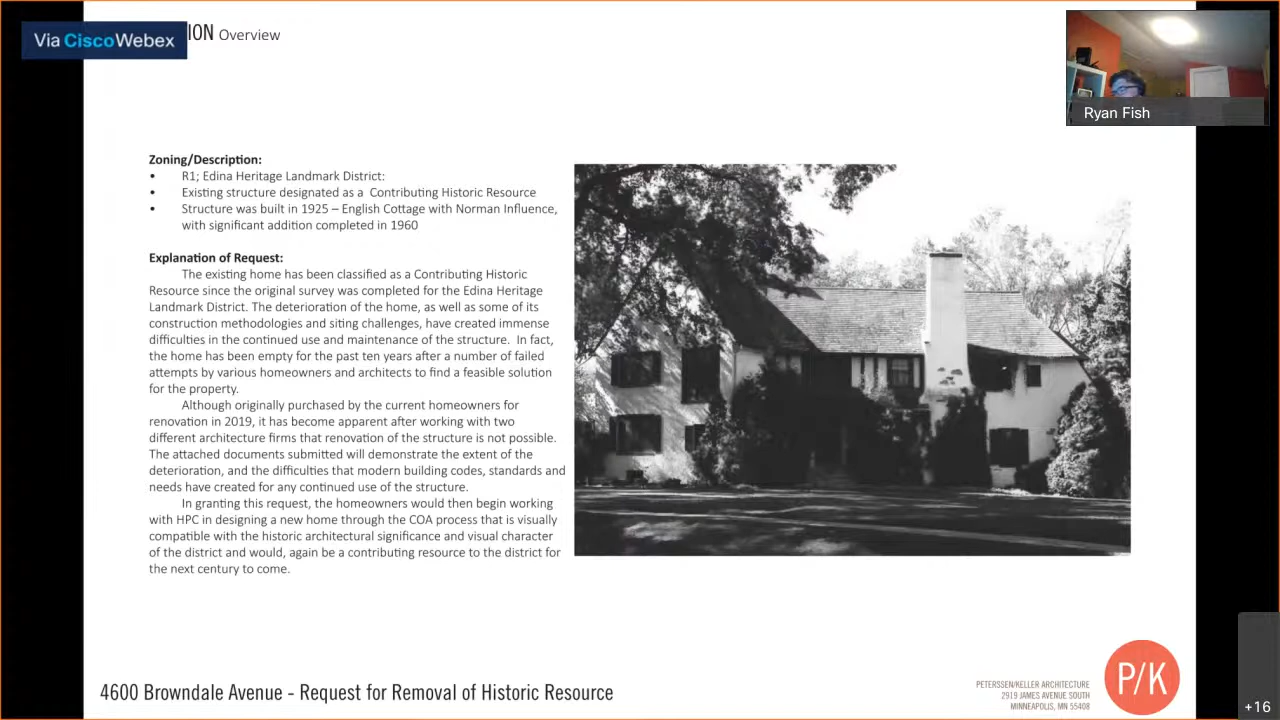 Via CiscoWebex
ION Overview
Ryan Fish
Zoning/Description:
• R1; Edina Heritage Landmark District:
• Existing structure designated as a Contributing Historic Resource
• Structure was built in 1925 – English Cottage with Norman Influence,
with significant addition completed in 1960
Explanation of Request:
The existing home has been classified as a Contributing Historic
Resource since the original survey was completed for the Edina Heritage
Landmark District. The deterioration of the home, as well as some of its
construction methodologies and siting challenges, have created immense
difficulties in the continued use and maintenance of the structure. In fact,
the home has been empty for the past ten years after a number of failed
attempts by various homeowners and architects to find a feasible solution
for the property.
Although originally purchased by the current homeowners for
renovation in 2019, it has become apparent after working with two
different architecture firms that renovation of the structure is not possible.
The attached documents submitted will demonstrate the extent of the
deterioration, and the difficulties that modern building codes, standards and
needs have created for any continued use of the structure.
In granting this request, the homeowners would then begin working
with HPC in designing a new home through the COA process that is visually
compatible with the historic architectural significance and visual character
of the district and would, again be a contributing resource to the district for
the next century to come.
4600 Browndale Avenue - Request for Removal of Historic Resource
PETERSSEN/KELLER ARCHITECTURE
2919 JAMES AVENUE SOUTH
MINNEAPOLIS, MN 55408
P/K
+16